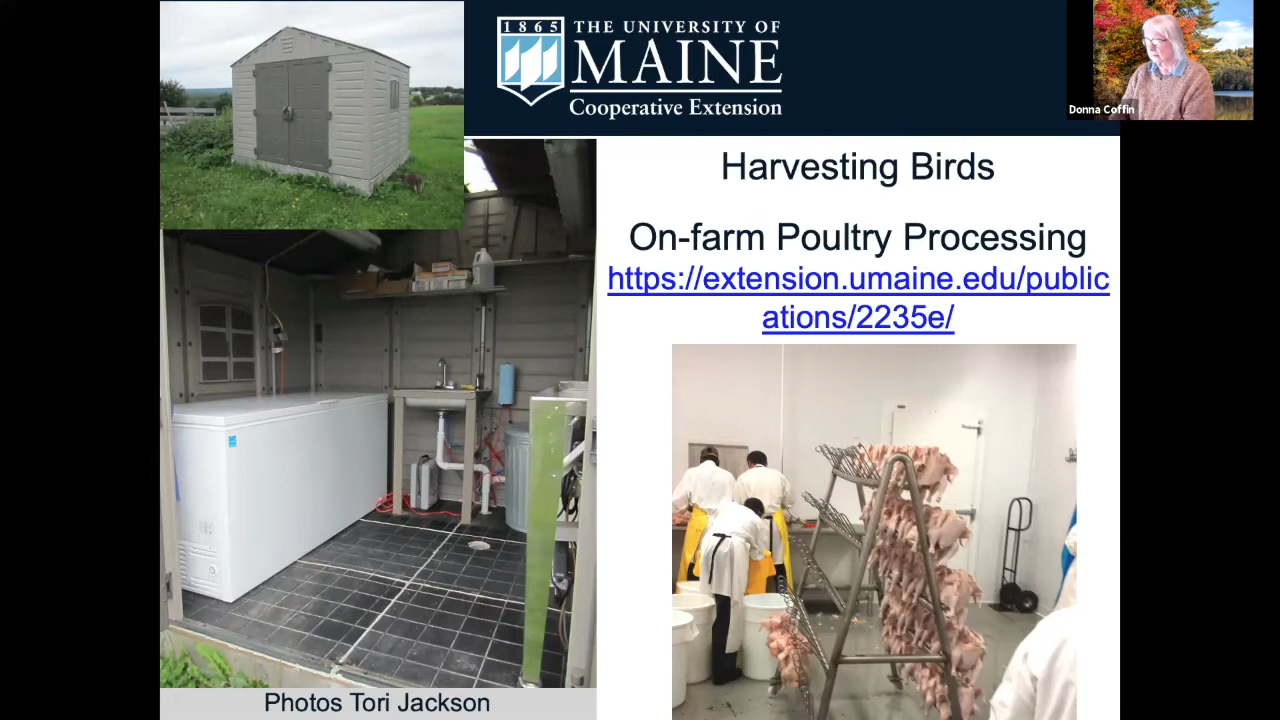 1865
THE UNIVERSITY OF
MAINE
Cooperative Extension
Donna Coffin
Harvesting Birds
On-farm Poultry Processing
https://extension.umaine.edu/public
ations/2235e/
Photos Tori Jackson